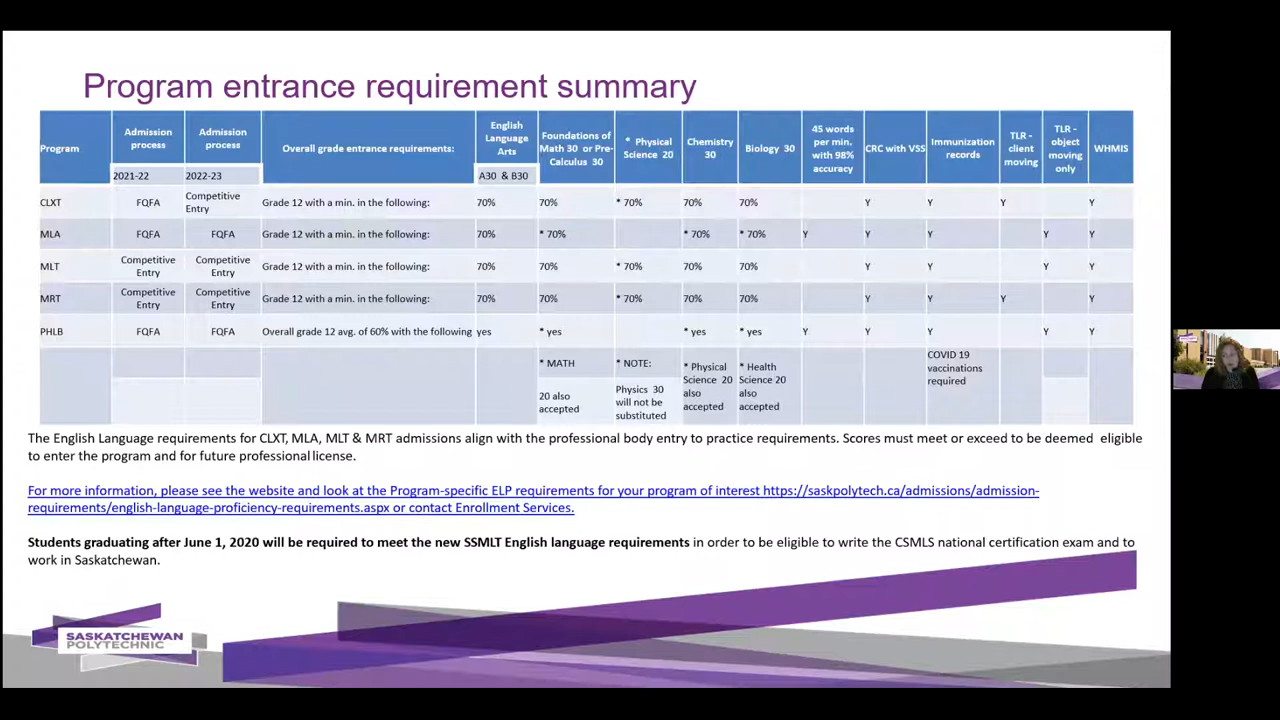 Program entrance requirement summary
Program Admission process Admission process Overall grade entrance requirements: English Language Arts Foundations of Math 30 or Pre-Calculus 30 * Physical Science 20 Chemistry 30 Biology 30 45 words per min. with 98% accuracy CRC with VSS Immunization records TLR - client moving TLR - object moving only WHMIS
2021-22 2022-23 A30 & B30
CLXT FQFA Competitive Entry Grade 12 with a min. in the following: 70% 70% * 70% 70% 70% Y Y Y Y
MLA FQFA FQFA Grade 12 with a min. in the following: 70% * 70% * 70% * 70% Y Y Y Y Y
MLT Competitive Entry Competitive Entry Grade 12 with a min. in the following: 70% 70% * 70% 70% 70% Y Y Y Y
MRT Competitive Entry Competitive Entry Grade 12 with a min. in the following: 70% 70% * 70% 70% 70% Y Y Y Y
PHLB FQFA FQFA Overall grade 12 avg. of 60% with the following yes * yes * yes * yes Y Y Y Y Y
* MATH 20 also accepted * NOTE: Physics 30 will not be substituted * Physical Science 20 also accepted * Health Science 20 also accepted COVID 19 vaccinations required
The English Language requirements for CLXT, MLA, MLT & MRT admissions align with the professional body entry to practice requirements. Scores must meet or exceed to be deemed eligible
to enter the program and for future professional license.
For more information, please see the website and look at the Program-specific ELP requirements for your program of interest https://saskpolytech.ca/admissions/admission-
requirements/english-language-proficiency-requirements.aspx or contact Enrollment Services.
Students graduating after June 1, 2020 will be required to meet the new SSMLT English language requirements in order to be eligible to write the CSMLS national certification exam and to
work in Saskatchewan.
SASKATCHEWAN
POLYTECHNIC